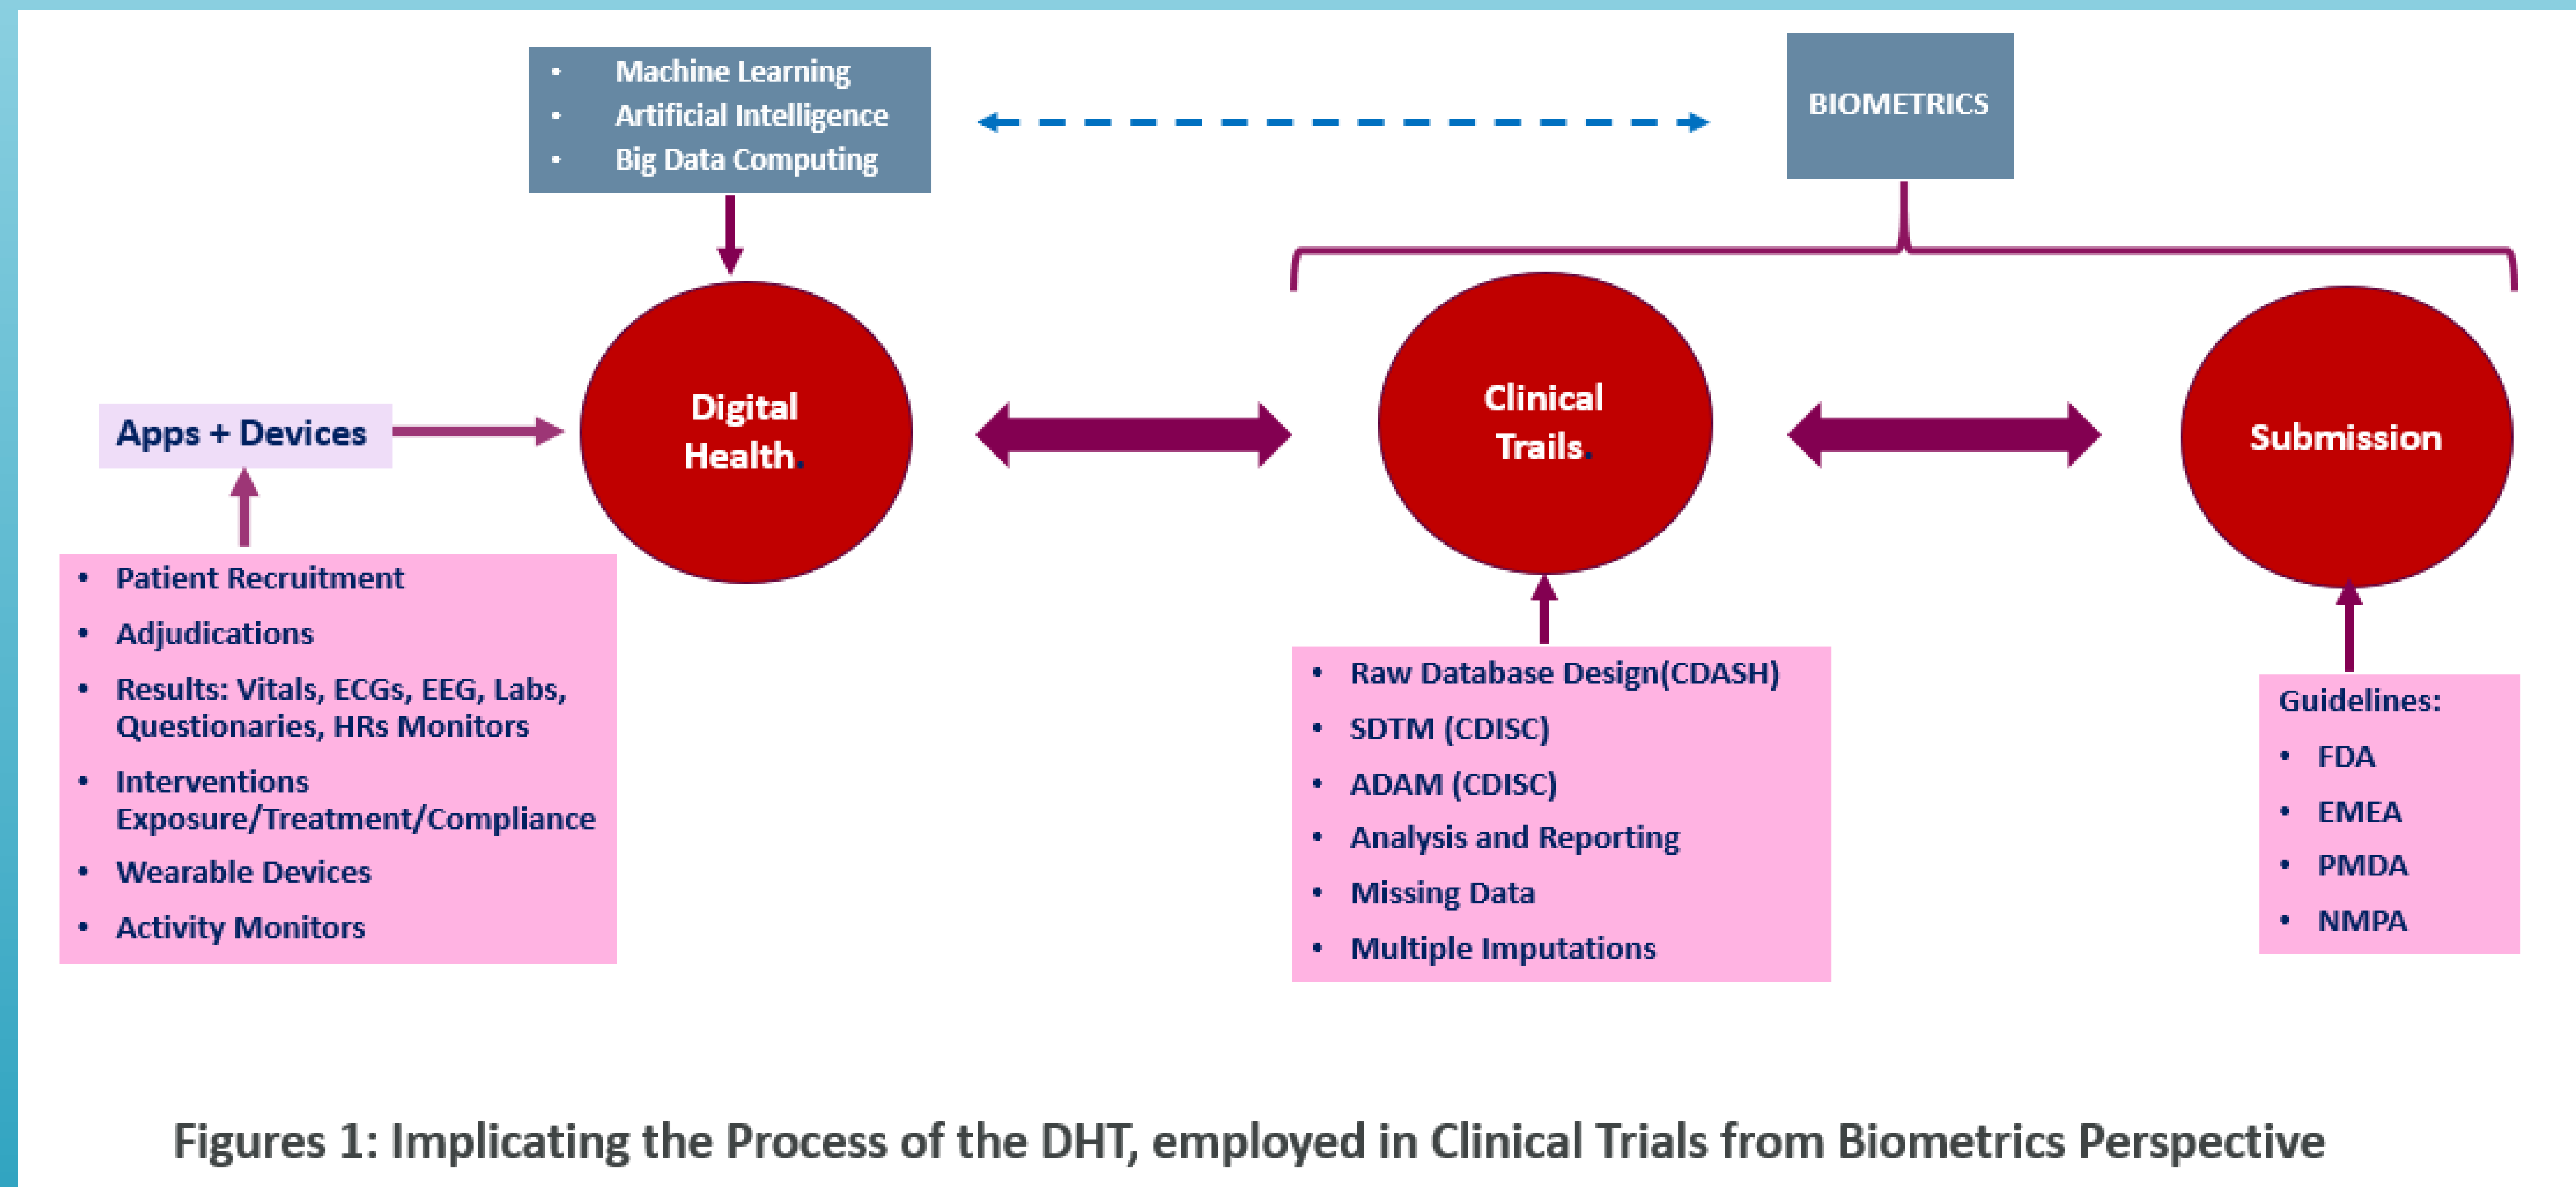 • Machine Learning
• Artificial Intelligence
• Big Data Computing
BIOMETRICS
Apps + Devices
Digital
Health.
Clinical
Trails.
Submission
• Patient Recruitment
• Adjudications
• Results: Vitals, ECGs, EEG, Labs,
Questionaries, HRs Monitors
• Interventions
Exposure/Treatment/Compliance
• Wearable Devices
• Activity Monitors
• Raw Database Design(CDASH)
• SDTM (CDISC)
• ADAM (CDISC)
• Analysis and Reporting
• Missing Data
• Multiple Imputations
Guidelines:
• FDA
• EMEA
• PMDA
• NMPA
Figures 1: Implicating the Process of the DHT, employed in Clinical Trials from Biometrics Perspective